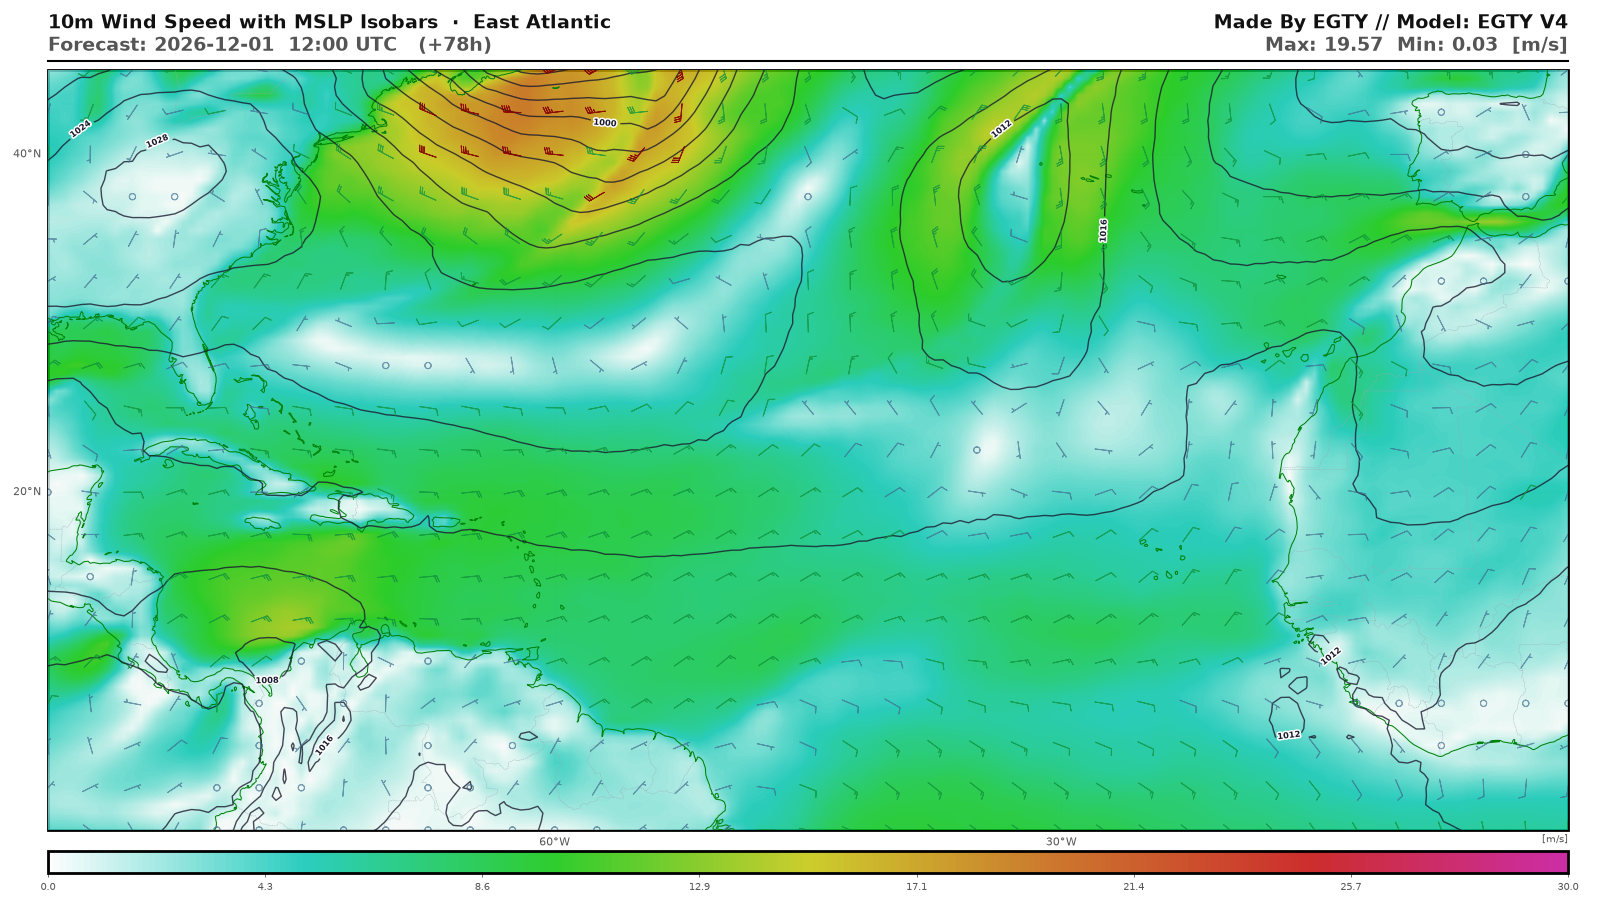 10m Wind Speed with MSLP Isobars · East Atlantic
Made By EGTY // Model: EGTY V4
Forecast: 2026-12-01 12:00 UTC (+78h)
Max: 19.57 Min: 0.03 [m/s]
1024
1028
1000
1012
40°N
1016
20°N
1012
1008
1012
1016
60°W
30°W
[m/s]
0.0 4.3 8.6 12.9 17.1 21.4 25.7 30.0